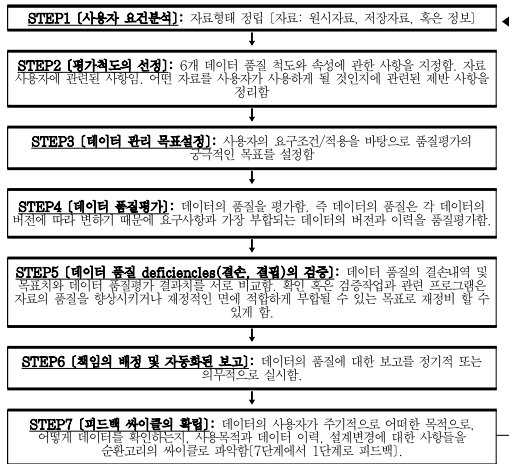 STEP1 [사용자 요건분석]: 자료형태 정립 [자료: 원시자료, 저장자료, 혹은 정보]
STEP2 [평가척도의 선정]: 6개 데이터 품질 척도와 속성에 관한 사항을 지정함. 자료
사용자에 관련된 사항임. 어떤 자료를 사용자가 사용하게 될 것인지에 관련된 제반 사항을
정리함
STEP3 [데이터 관리 목표설정]: 사용자의 요구조건/적용을 바탕으로 품질평가의
궁극적인 목표를 설정함
STEP4 [데이터 품질평가]: 데이터의 품질을 평가함. 즉 데이터의 품질은 각 데이터의
버전에 따라 변하기 때문에 요구사항과 가장 부합되는 데이터의 버전과 이력을 품질평가함.
STEP5 [데이터 품질 deficiencies(결손, 결핍)의 검증]: 데이터 품질의 결손내역 및
목표치와 데이터 품질평가 결과치를 서로 비교함. 확인 혹은 검증작업과 관련 프로그램은
자료의 품질을 향상시키거나 재정적인 면에 적합하게 부합될 수 있는 목표로 재정비 할 수
있게 함.
STEP6 [책임의 배정 및 자동화된 보고]: 데이터의 품질에 대한 보고를 정기적 또는
의무적으로 실시함.
STEP7 [피드백 싸이클의 확립]: 데이터의 사용자가 주기적으로 어떠한 목적으로,
어떻게 데이터를 확인하는지, 사용목적과 데이터 이력, 설계변경에 대한 사항들을
순환고리의 싸이클로 파악함[7단계에서 1단계로 피드백].